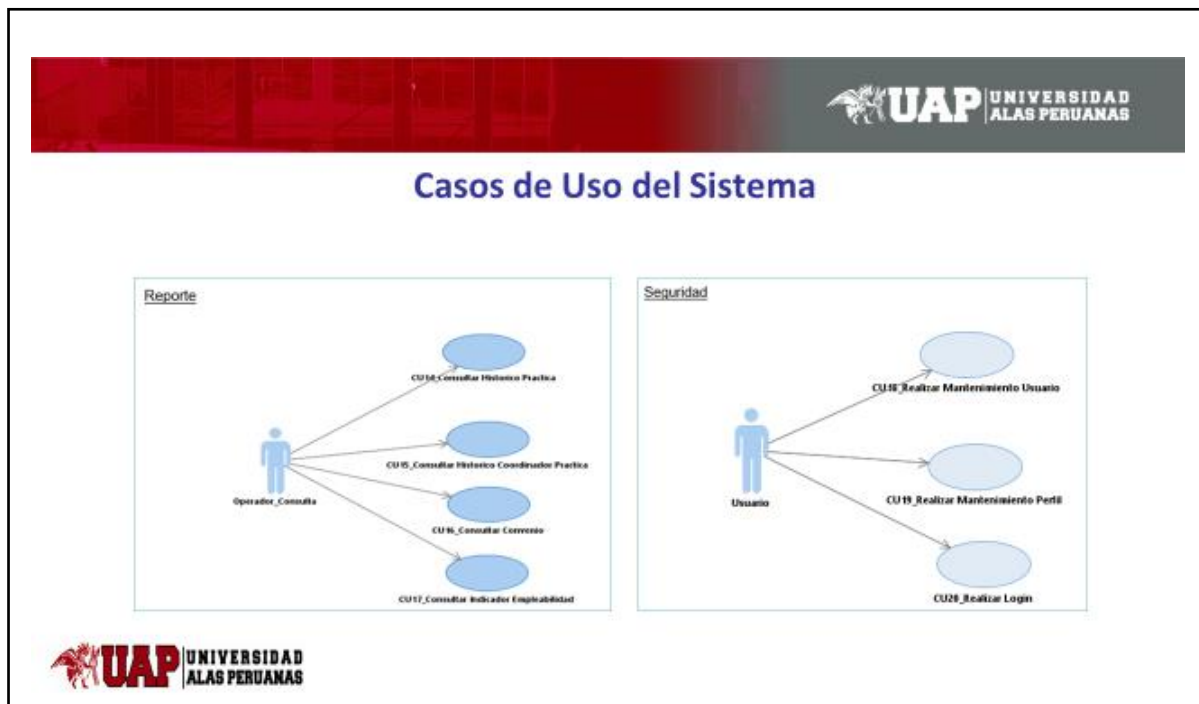 UAP UNIVERSIDAD
ALAS PERUANAS
Casos de Uso del Sistema
Reporte
CU14_Consultar Historico Practica
CU15_Consultar Historico Coordinador Practica
Operador_Consulta
CU16_Consultar Convenio
CU17_Consultar Indicador Empleabilidad
Seguridad
CU18_Realizar Mantenimiento Usuario
CU19_Realizar Mantenimiento Perfil
Usuario
CU20_Realizar Login
UAP UNIVERSIDAD
ALAS PERUANAS